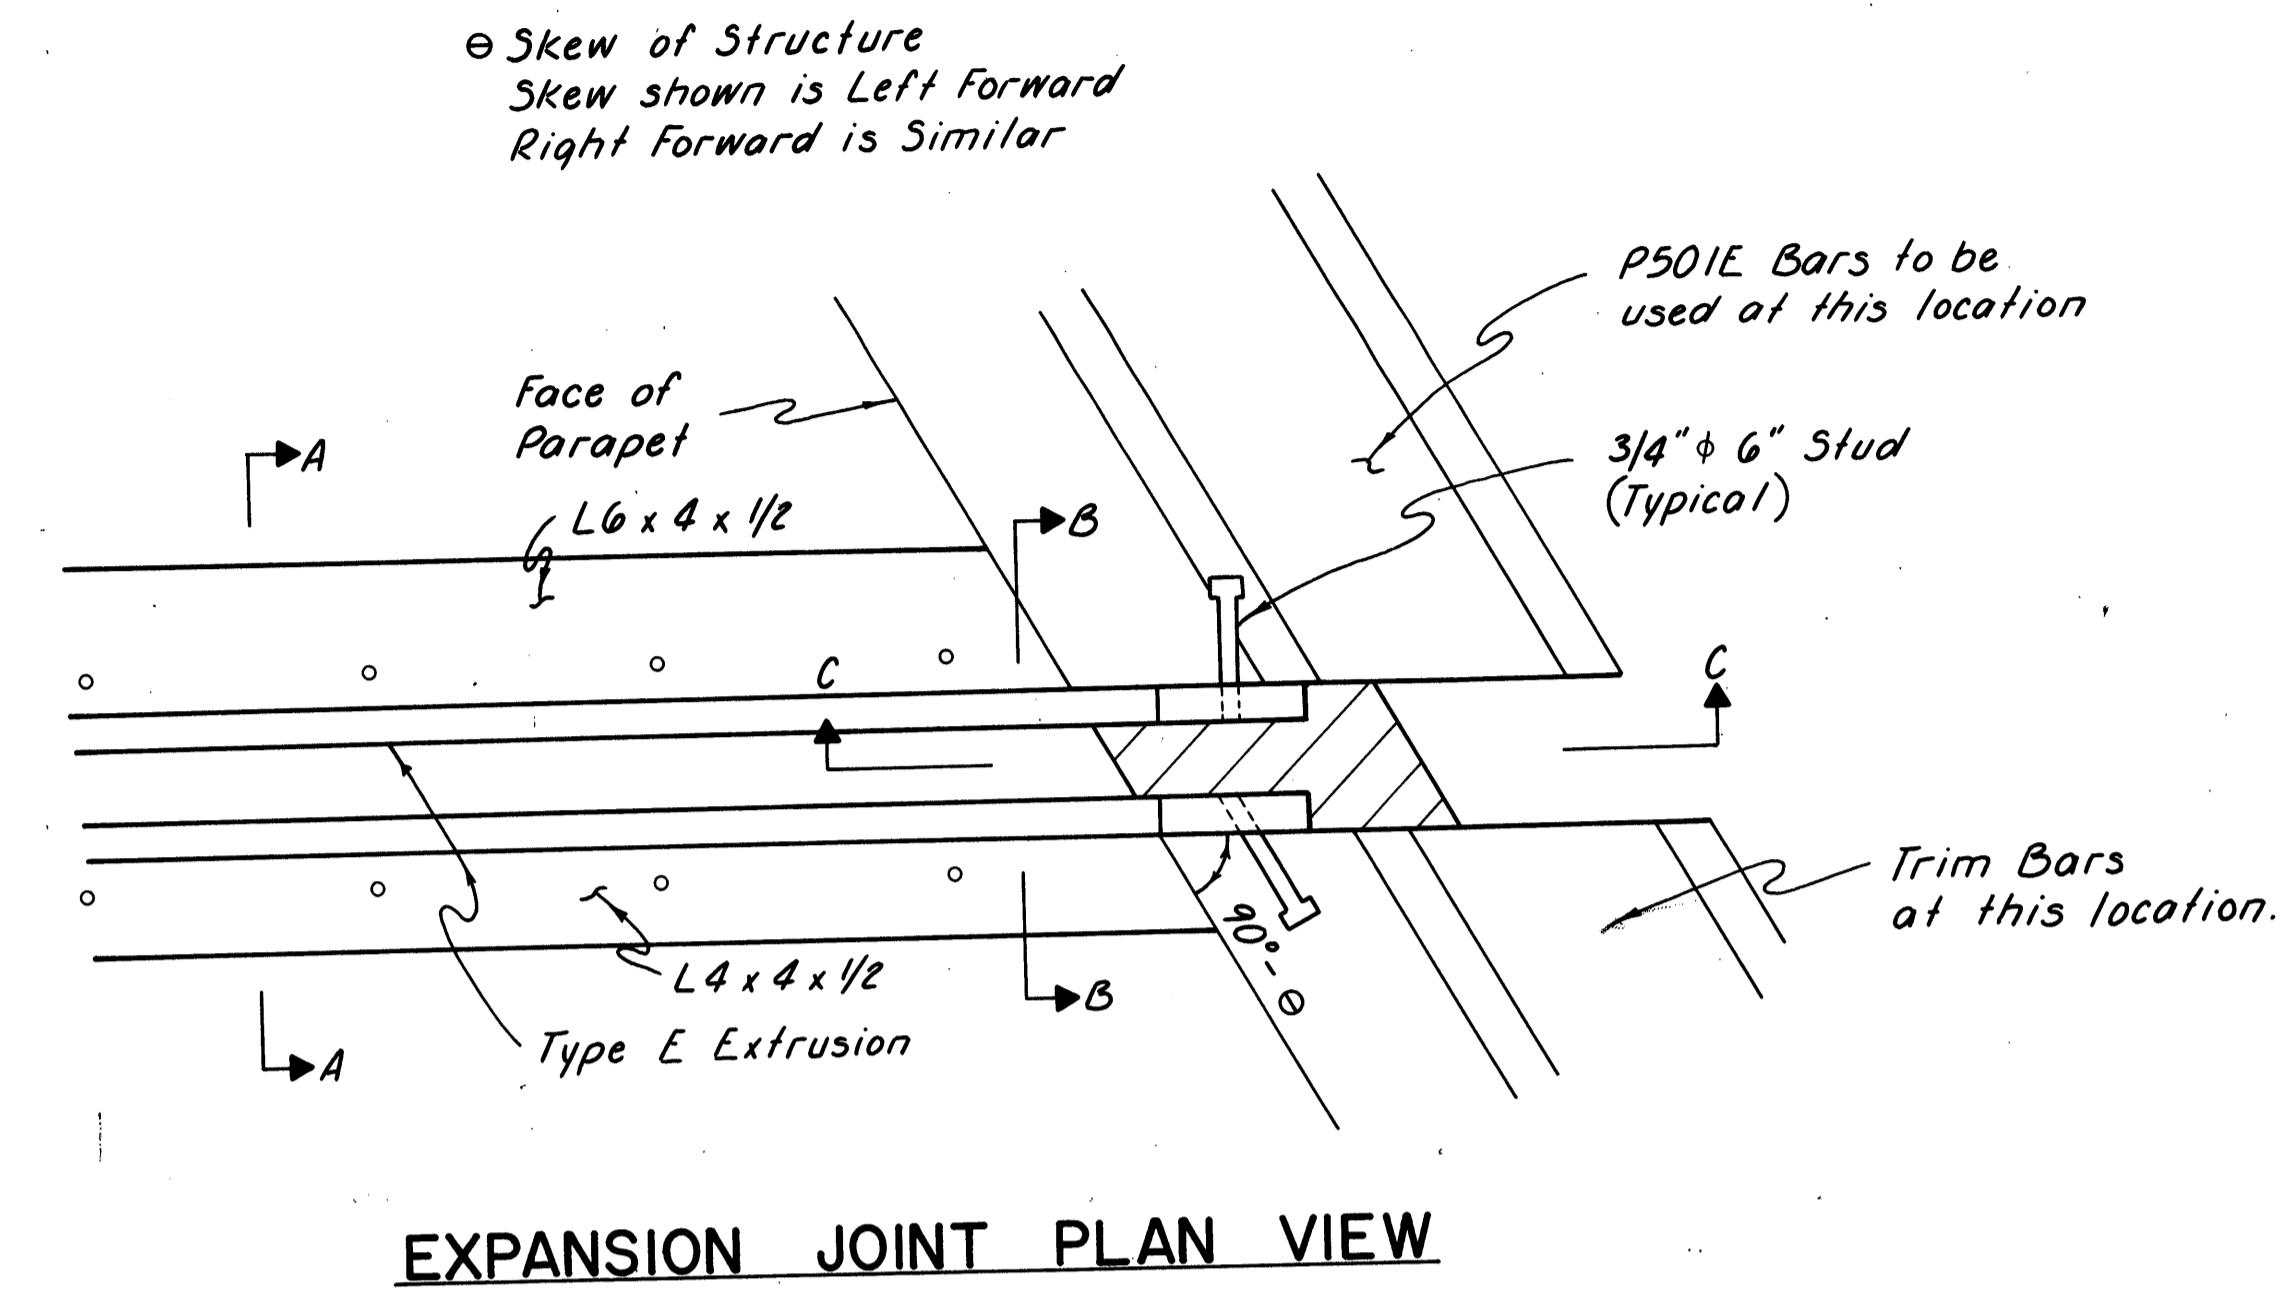 ⊖ Skew of Structure
Skew shown is Left Forward
Right Forward is Similar
P501E Bars to be
used at this location
Face of
Parapet
3/4" ϕ 6" Stud
(Typical)
A
L6 x 4 x 1/2
B
C
C
Trim Bars
at this location.
90° - ⊖
L4 x 4 x 1/2
B
Type E Extrusion
A
EXPANSION JOINT PLAN VIEW